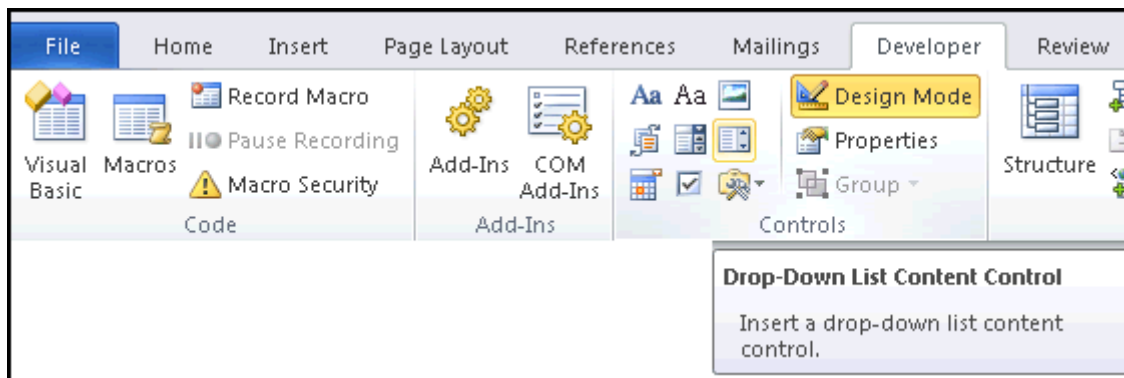 File Home Insert Page Layout References Mailings Developer Review
Record Macro
Pause Recording
Macro Security
Visual Basic
Macros
Code
Add-Ins
COM Add-Ins
Add-Ins
Aa Aa
Design Mode
Properties
Group
Controls
Structure
Drop-Down List Content Control
Insert a drop-down list content
control.